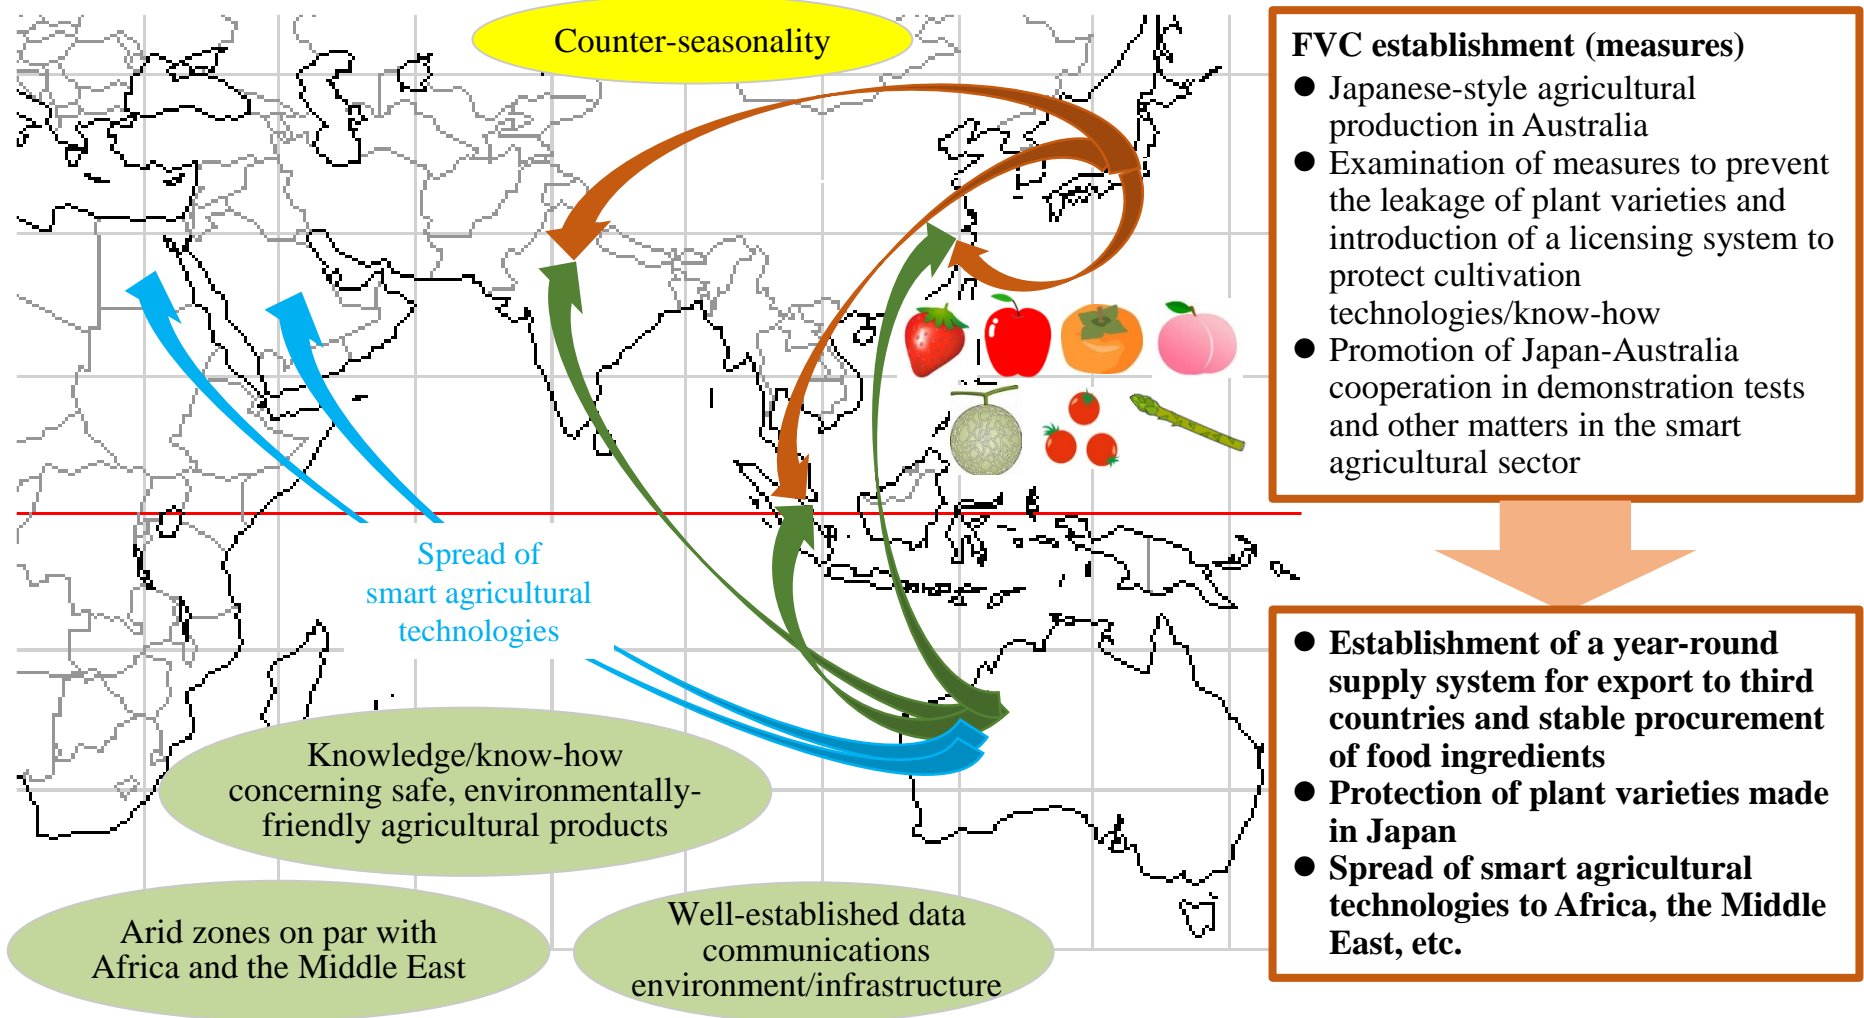 Counter-seasonality
FVC establishment (measures)
● Japanese-style agricultural
production in Australia
● Examination of measures to prevent
the leakage of plant varieties and
introduction of a licensing system to
protect cultivation
technologies/know-how
● Promotion of Japan-Australia
cooperation in demonstration tests
and other matters in the smart
agricultural sector
Spread of
smart agricultural
technologies
● Establishment of a year-round
supply system for export to third
countries and stable procurement
of food ingredients
● Protection of plant varieties made
in Japan
● Spread of smart agricultural
technologies to Africa, the Middle
East, etc.
Knowledge/know-how
concerning safe, environmentally-
friendly agricultural products
Arid zones on par with
Africa and the Middle East
Well-established data
communications
environment/infrastructure